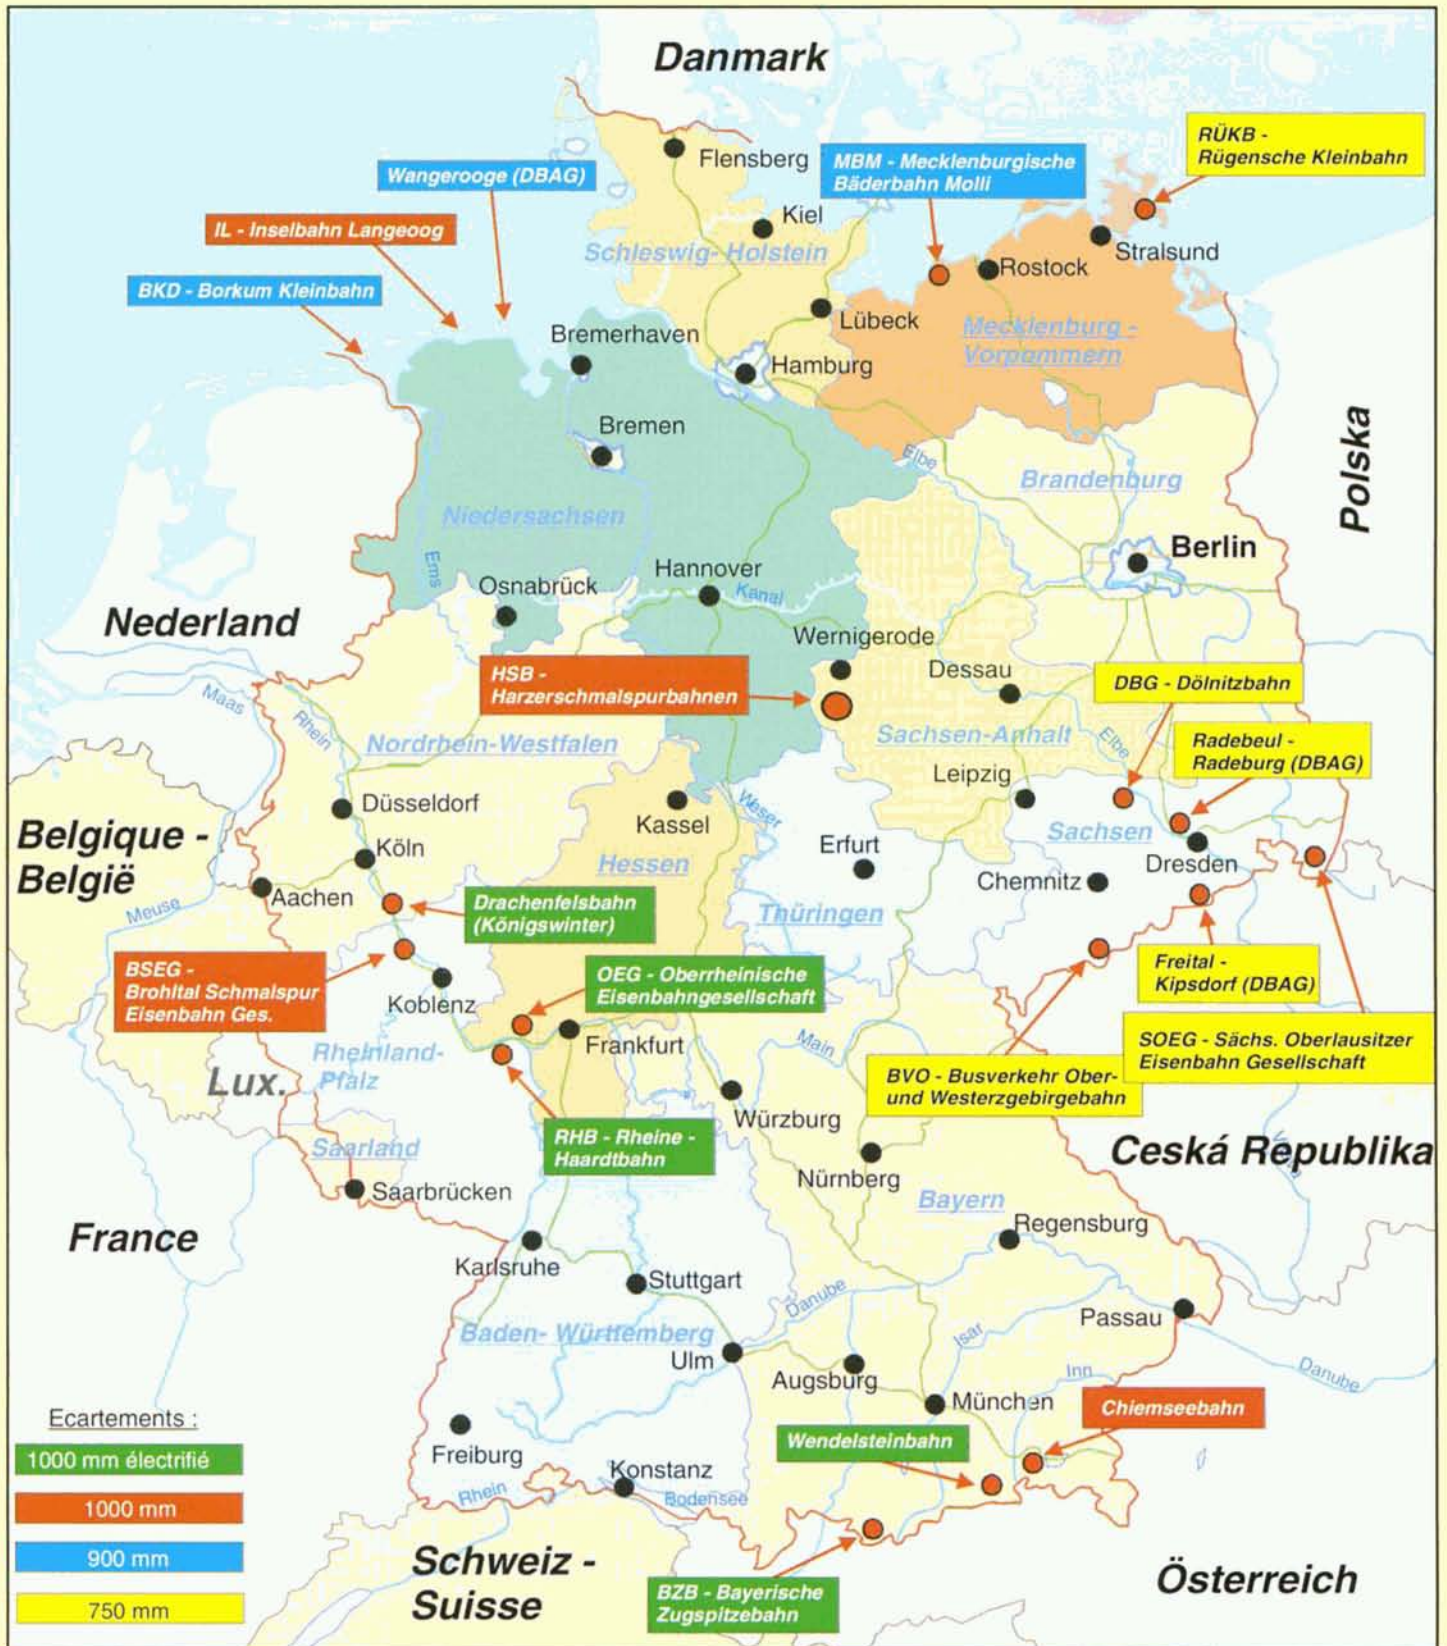 Danmark
RÜKB -
Rügensche Kleinbahn
Flensberg
MBM - Mecklenburgische
Bäderbahn Molli
Wangerooge (DBAG)
IL - Inselbahn Langeoog
Kiel
Schleswig- Holstein
Stralsund
Rostock
BKD - Borkum Kleinbahn
Lübeck
Mecklenburg -
Vorpommern
Bremerhaven
Hamburg
Bremen
Elbe
Brandenburg
Polska
Niedersachsen
Berlin
Ems
Hannover
Kanal
Osnabrück
Nederland
Wernigerode
HSB -
Harzerschmalspurbahnen
Dessau
DBG - Dölnitzbahn
Maas
Rhein
Nordrhein-Westfalen
Sachsen-Anhalt
Elbe
Radebeul -
Radeburg (DBAG)
Leipzig
Düsseldorf
Kassel
Weser
Belgique -
België
Köln
Hessen
Erfurt
Sachsen
Dresden
Aachen
Chemnitz
Meuse
Drachenfelsbahn
(Königswinter)
Thüringen
BSEG -
Brohltal Schmalspur
Eisenbahn Ges.
OEG - Oberrheinische
Eisenbahngesellschaft
Freital -
Kipsdorf (DBAG)
Koblenz
Frankfurt
Main
SOEG - Sächs. Oberlausitzer
Eisenbahn Gesellschaft
Rheinland-
Pfalz
Lux.
BVO - Busverkehr Ober-
und Westerzgebirgebahn
Würzburg
RHB - Rheine -
Haardtbahn
Saarland
Ceská Republika
Nürnberg
Saarbrücken
Bayern
France
Regensburg
Karlsruhe
Stuttgart
Danube
Passau
Baden- Württemberg
Isar
Ulm
Inn
Danube
Augsburg
München
Chiemseebahn
Ecartements :
1000 mm électrifié
1000 mm
900 mm
750 mm
Freiburg
Wendelsteinbahn
Konstanz
Rhein
Bodensee
Schweiz -
Suisse
BZB - Bayerische
Zugspitzebahn
Österreich